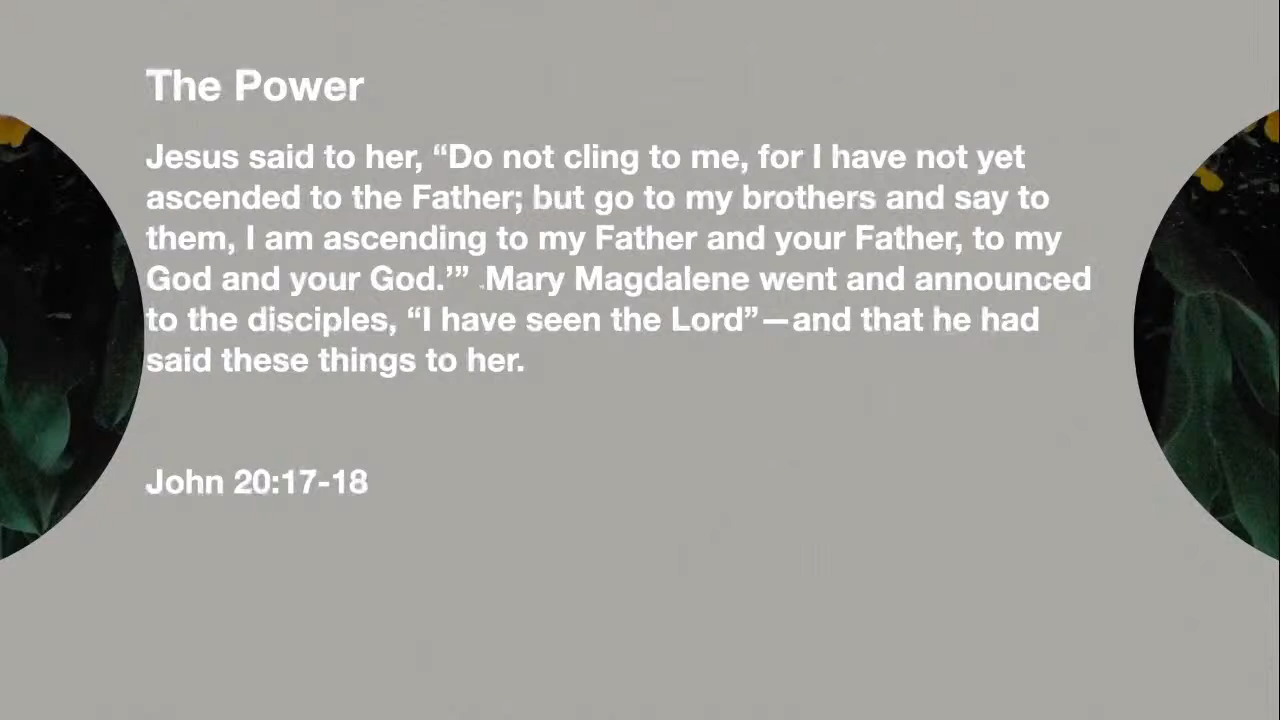 The Power
Jesus said to her, “Do not cling to me, for I have not yet
ascended to the Father; but go to my brothers and say to
them, I am ascending to my Father and your Father, to my
God and your God.’” Mary Magdalene went and announced
to the disciples, “I have seen the Lord”—and that he had
said these things to her.
John 20:17-18